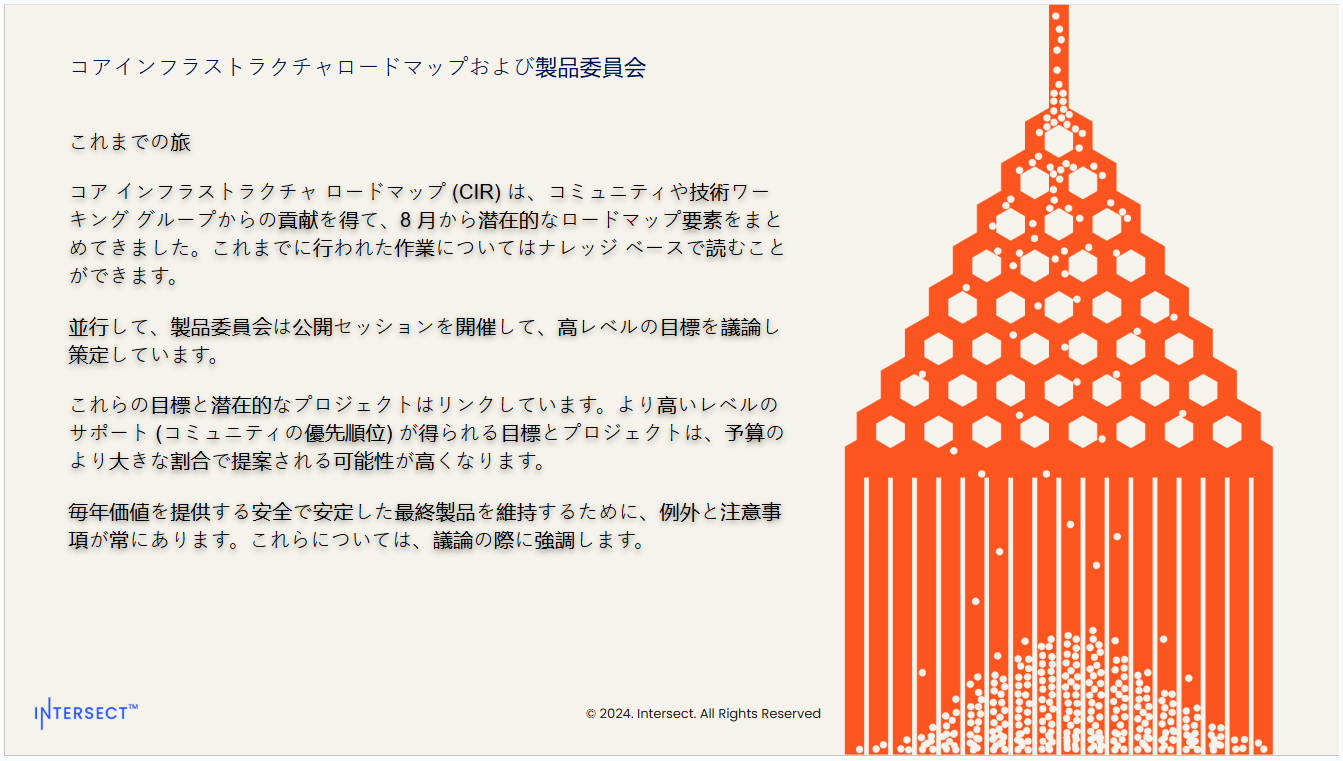 コアインフラストラクチャロードマップおよび製品委員会
これまでの旅
コア インフラストラクチャ ロードマップ (CIR) は、コミュニティや技術ワー
キング グループからの貢献を得て、8 月から潜在的なロードマップ要素をまと
めてきました。これまでに行われた作業についてはナレッジ ベースで読むこと
ができます。
並行して、製品委員会は公開セッションを開催して、高レベルの目標を議論し
策定しています。
これらの目標と潜在的なプロジェクトはリンクしています。より高いレベルの
サポート (コミュニティの優先順位) が得られる目標とプロジェクトは、予算の
より大きな割合で提案される可能性が高くなります。
毎年価値を提供する安全で安定した最終製品を維持するために、例外と注意事
項が常にあります。これらについては、議論の際に強調します。
INTERSECT™
© 2024. Intersect. All Rights Reserved